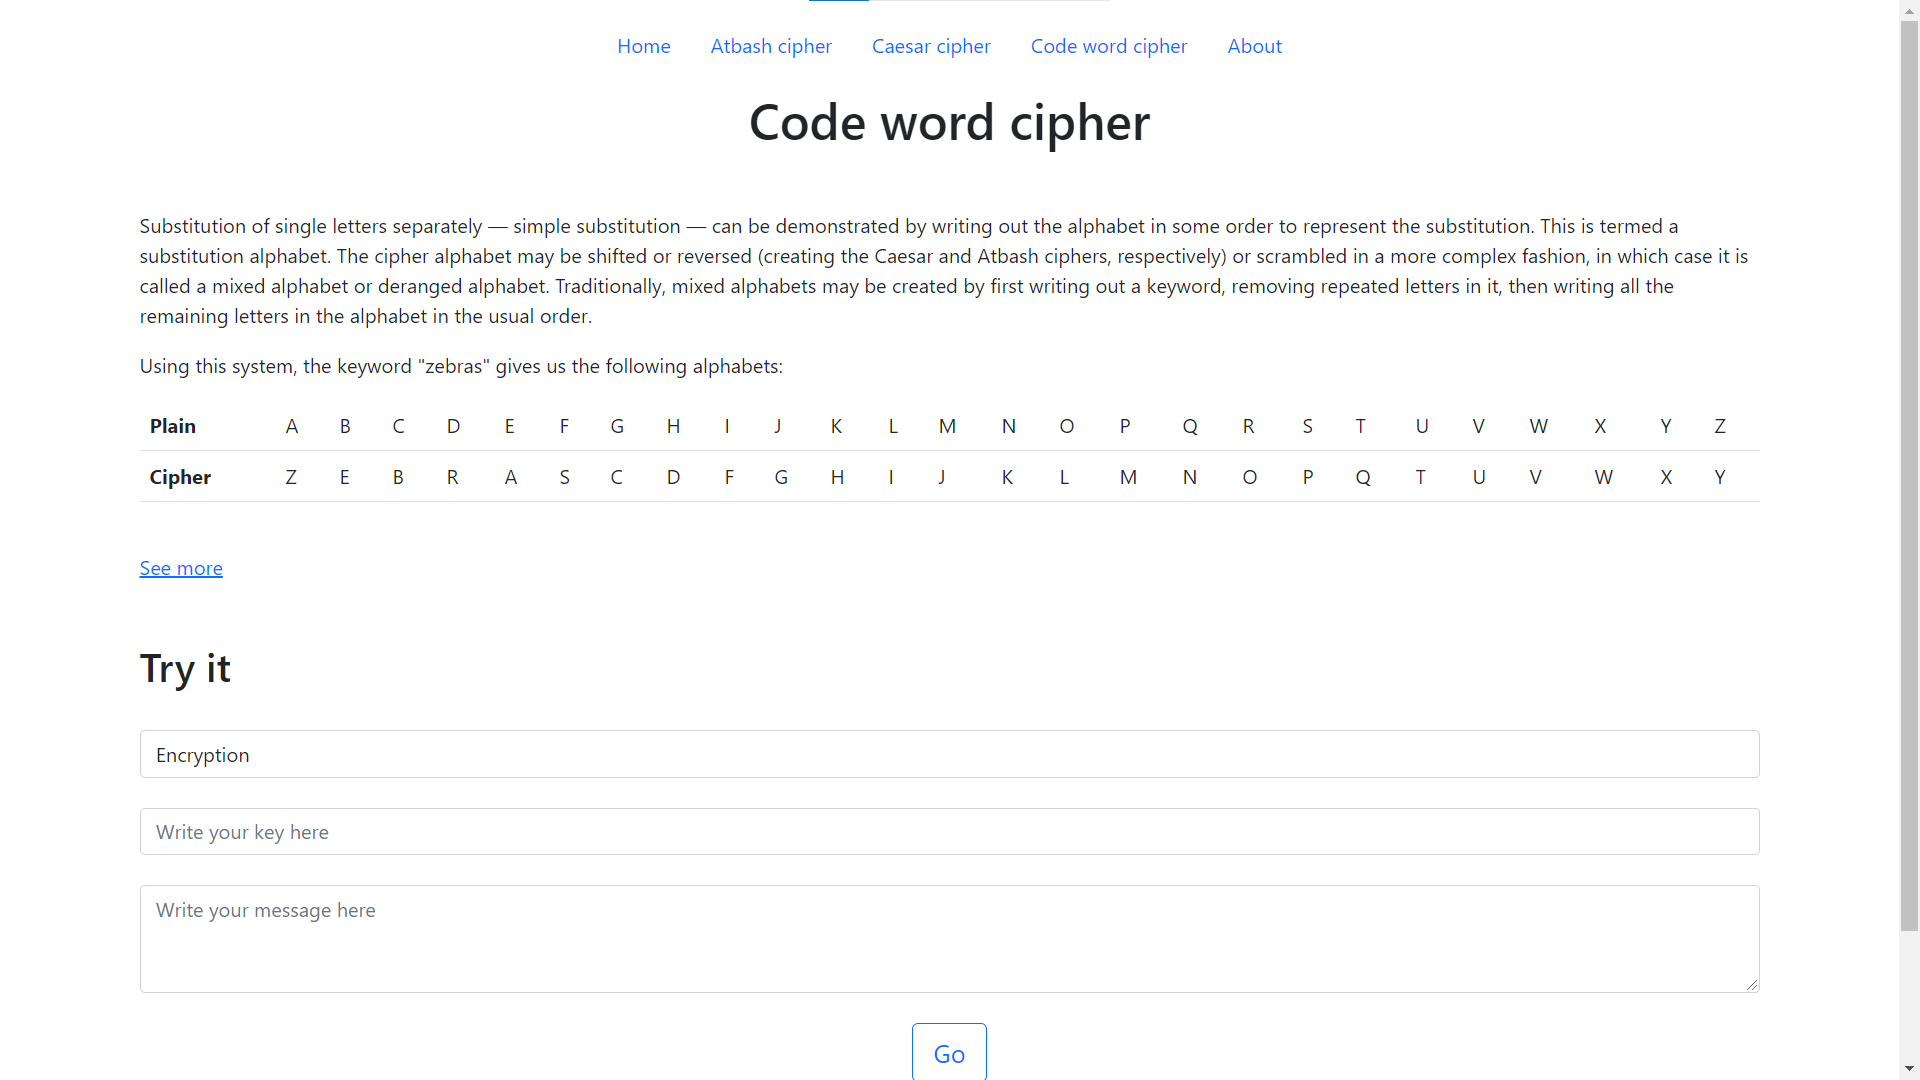 Home Atbash cipher Caesar cipher Code word cipher About
Code word cipher
Substitution of single letters separately — simple substitution — can be demonstrated by writing out the alphabet in some order to represent the substitution. This is termed a
substitution alphabet. The cipher alphabet may be shifted or reversed (creating the Caesar and Atbash ciphers, respectively) or scrambled in a more complex fashion, in which case it is
called a mixed alphabet or deranged alphabet. Traditionally, mixed alphabets may be created by first writing out a keyword, removing repeated letters in it, then writing all the
remaining letters in the alphabet in the usual order.
Using this system, the keyword "zebras" gives us the following alphabets:
Plain A B C D E F G H I J K L M N O P Q R S T U V W X Y Z
Cipher Z E B R A S C D F G H I J K L M N O P Q T U V W X Y
See more
Try it
Encryption
Write your key here
Write your message here
Go